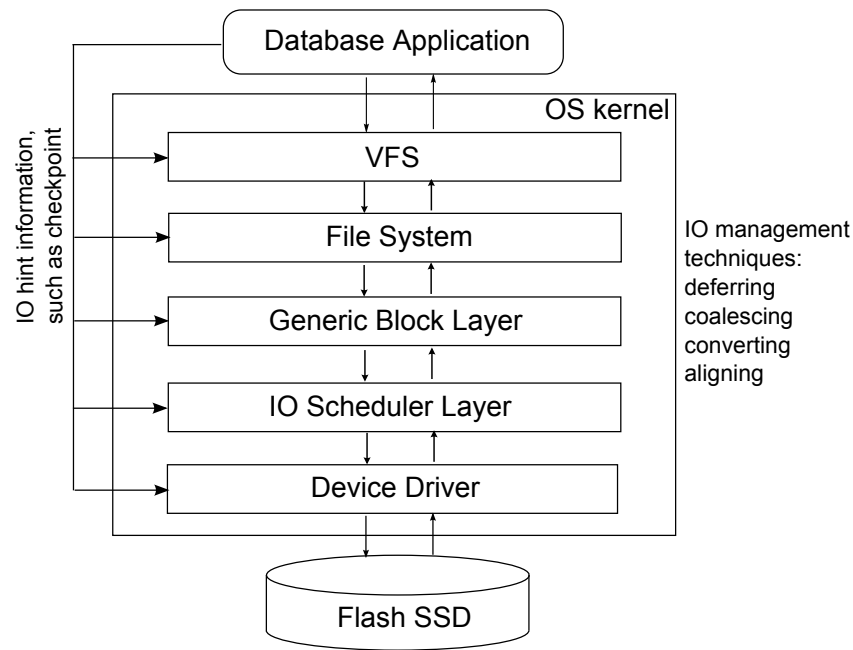 Database Application
OS kernel
IO hint information,
such as checkpoint
VFS
File System
Generic Block Layer
IO Scheduler Layer
Device Driver
IO management
techniques:
deferring
coalescing
converting
aligning
Flash SSD